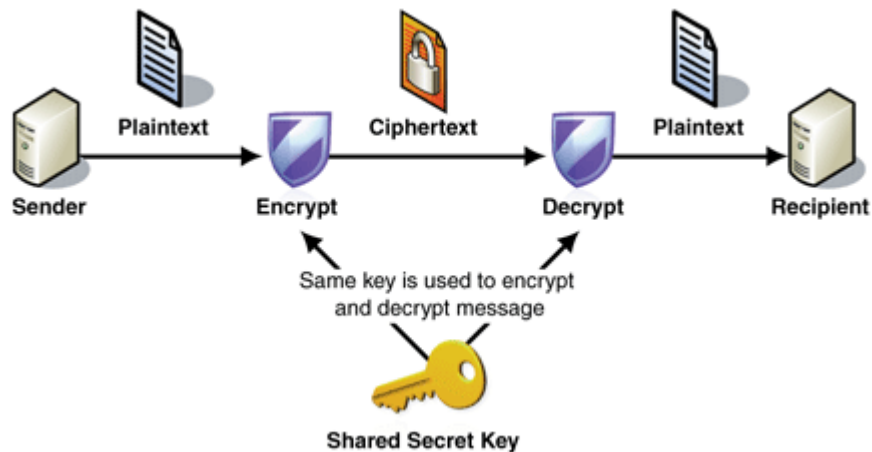 Plaintext
Ciphertext
Plaintext
Sender
Encrypt
Decrypt
Recipient
Same key is used to encrypt
and decrypt message
Shared Secret Key